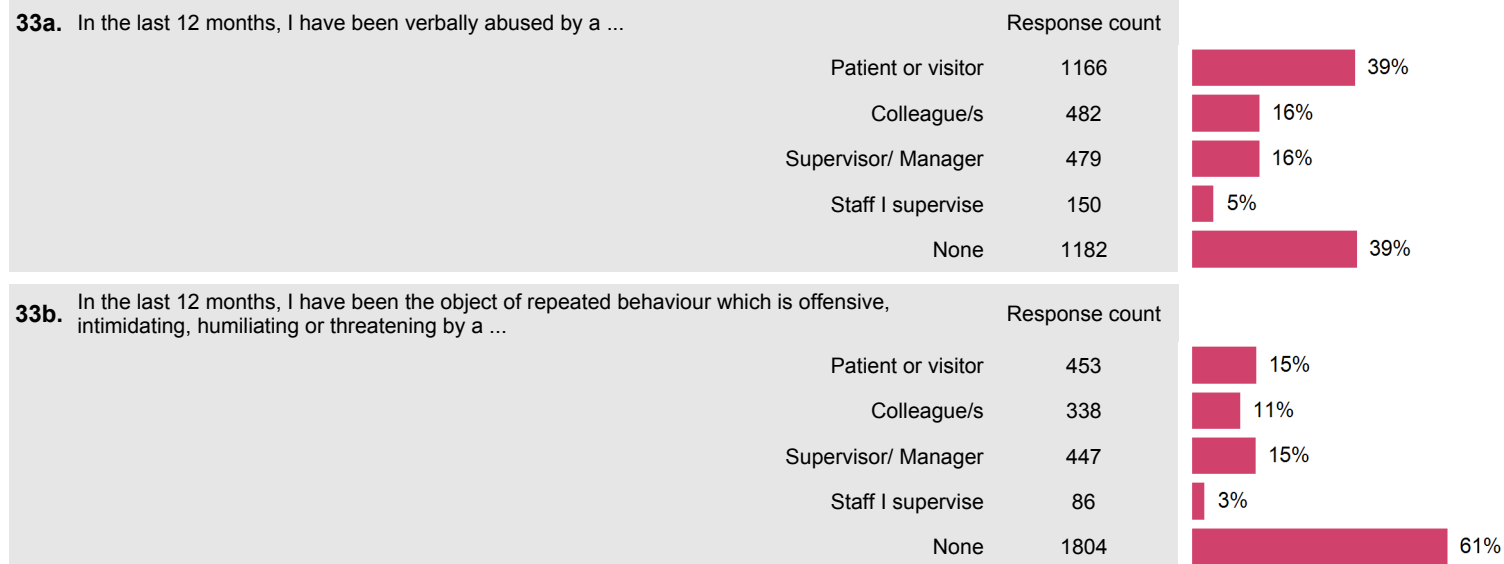 33a. In the last 12 months, I have been verbally abused by a ... Response count
Patient or visitor 1166 39%
Colleague/s 482 16%
Supervisor/ Manager 479 16%
Staff I supervise 150 5%
None 1182 39%
33b. In the last 12 months, I have been the object of repeated behaviour which is offensive,
intimidating, humiliating or threatening by a ... Response count
Patient or visitor 453 15%
Colleague/s 338 11%
Supervisor/ Manager 447 15%
Staff I supervise 86 3%
None 1804 61%